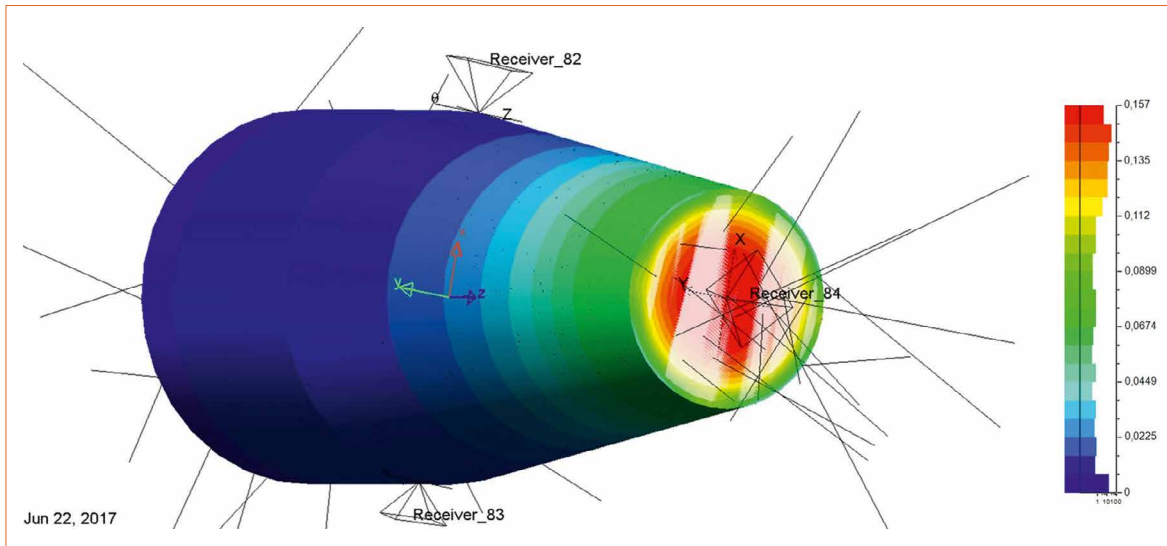 Receiver_82
θ
Z
0,157
0,135
0,112
0,0899
0,0674
0,0449
0,0225
0
X
Y
Receiver_84
y
z
Receiver_83
Jun 22, 2017